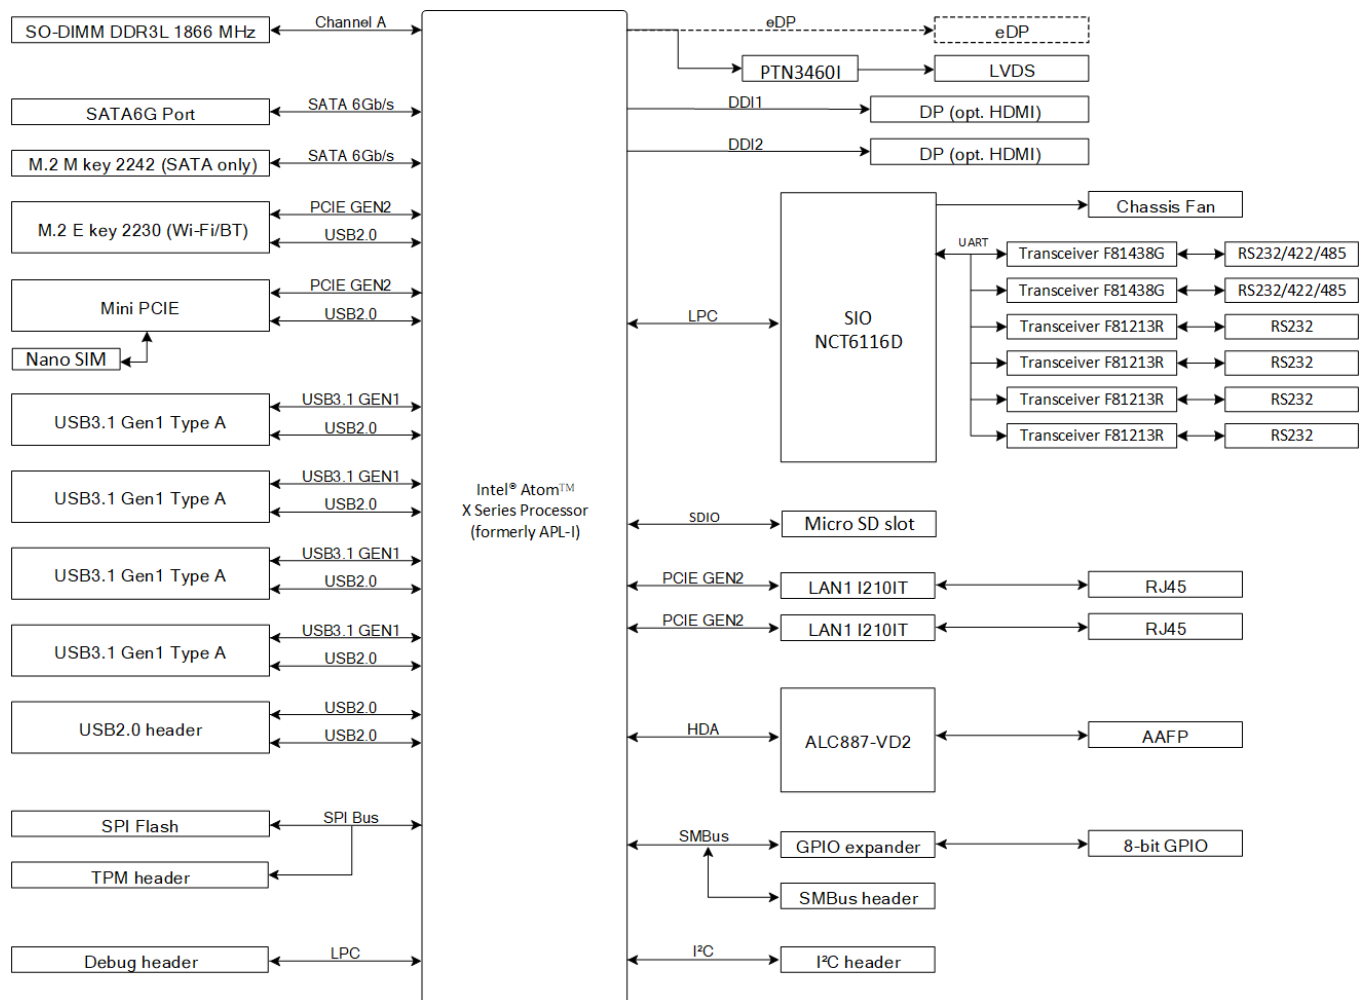 SO-DIMM DDR3L 1866 MHz
Channel A
SATA6G Port
SATA 6Gb/s
M.2 M key 2242 (SATA only)
SATA 6Gb/s
M.2 E key 2230 (Wi-Fi/BT)
PCIE GEN2
USB2.0
Mini PCIE
PCIE GEN2
USB2.0
Nano SIM
USB3.1 Gen1 Type A
USB3.1 GEN1
USB2.0
USB3.1 Gen1 Type A
USB3.1 GEN1
USB2.0
USB3.1 Gen1 Type A
USB3.1 GEN1
USB2.0
USB3.1 Gen1 Type A
USB3.1 GEN1
USB2.0
USB2.0 header
USB2.0
USB2.0
SPI Flash
SPI Bus
TPM header
Debug header
LPC
Intel® Atom™
X Series Processor
(formerly APL-I)
eDP
eDP
PTN3460I
LVDS
DDI1
DP (opt. HDMI)
DDI2
DP (opt. HDMI)
LPC
SIO
NCT6116D
Chassis Fan
UART
Transceiver F81438G
RS232/422/485
Transceiver F81438G
RS232/422/485
Transceiver F81213R
RS232
Transceiver F81213R
RS232
Transceiver F81213R
RS232
Transceiver F81213R
RS232
SDIO
Micro SD slot
PCIE GEN2
LAN1 I210IT
RJ45
PCIE GEN2
LAN1 I210IT
RJ45
HDA
ALC887-VD2
AAFP
SMBus
GPIO expander
8-bit GPIO
SMBus header
I²C
I²C header